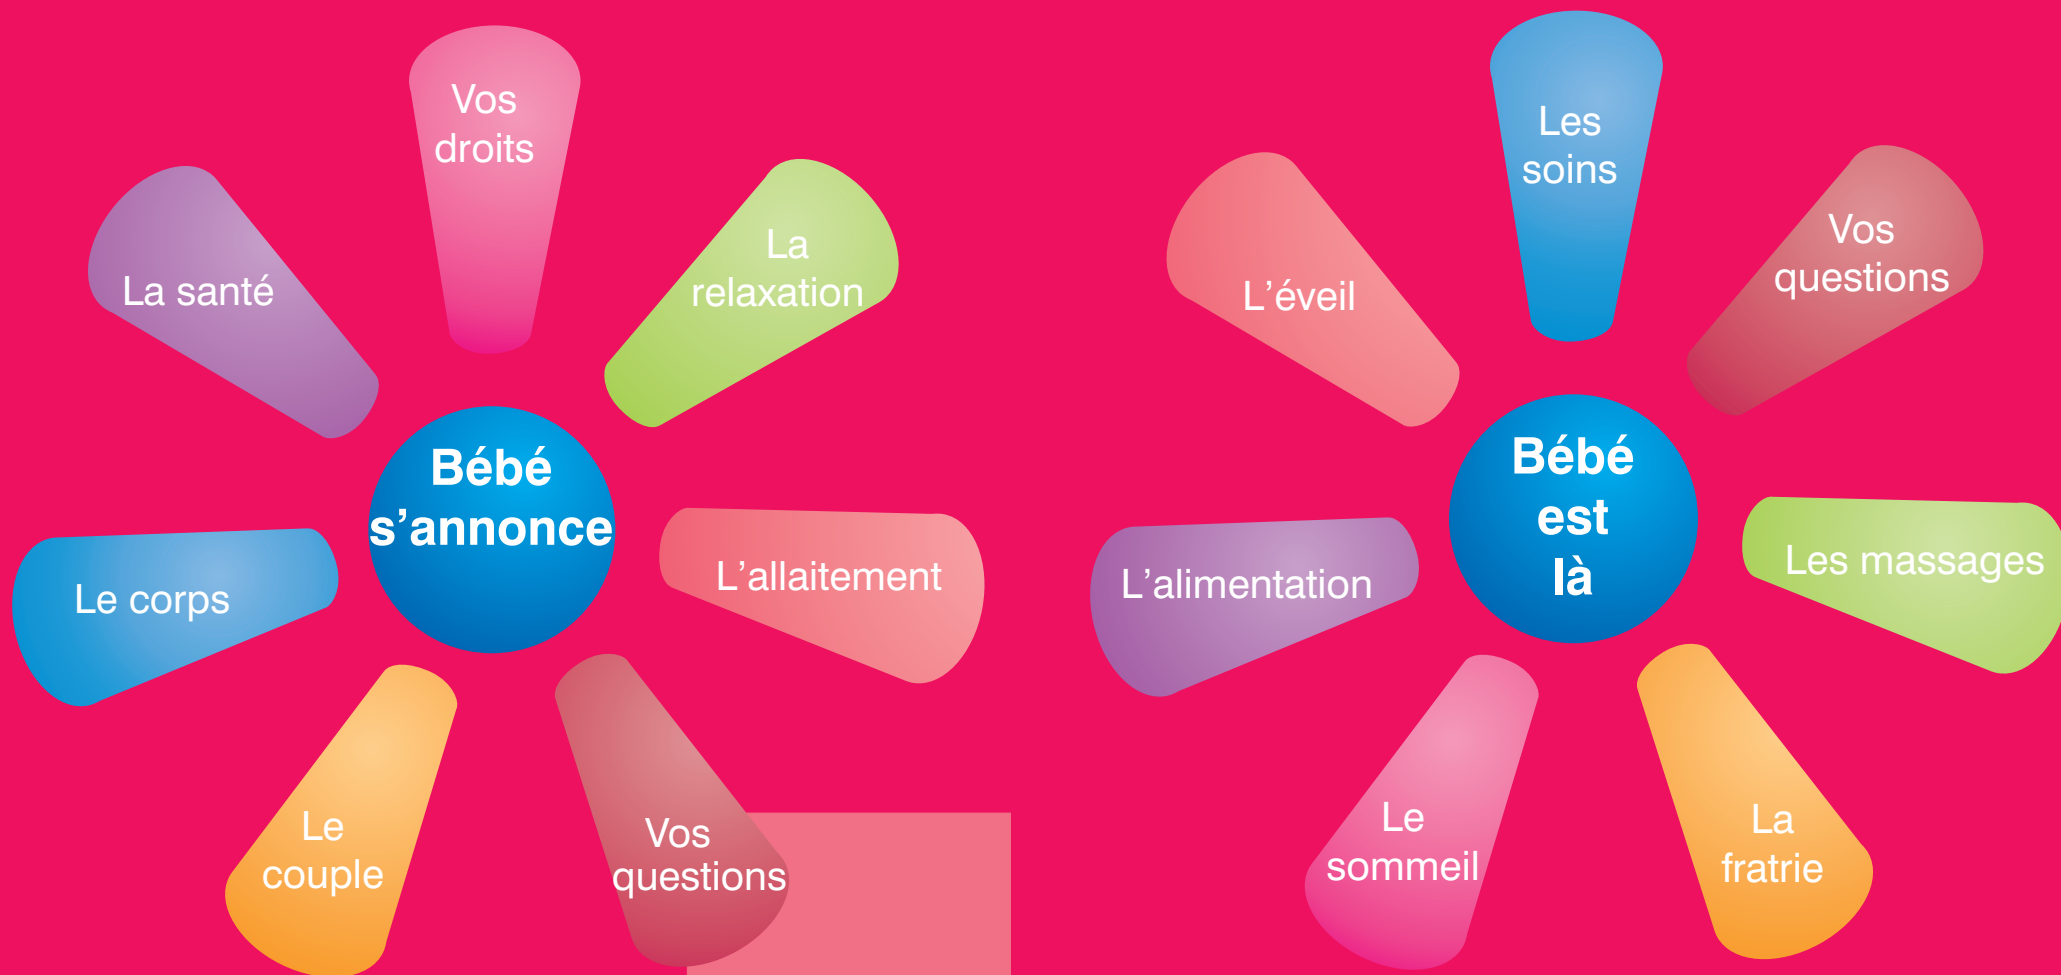 Vos
droits
La
relaxation
La santé
Bébé
s’annonce
L’allaitement
Le corps
Le
couple
Vos
questions
Les
soins
Vos
questions
L’éveil
Bébé
est
là
Les massages
L’alimentation
Le
sommeil
La
fratrie